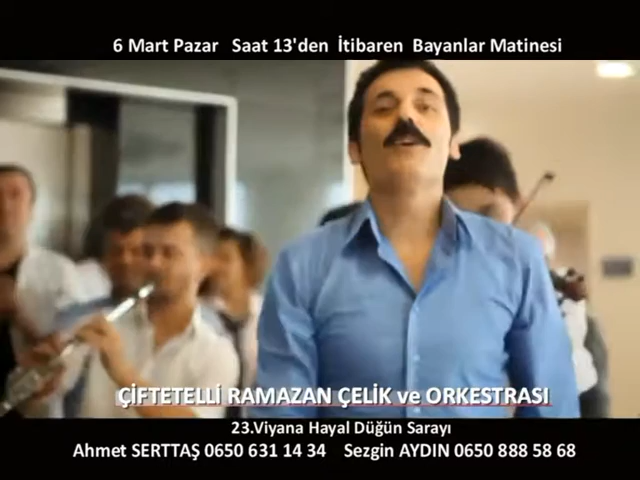 6 Mart Pazar Saat 13'den İtibaren Bayanlar Matinesi
ÇİFTETELLİ RAMAZAN ÇELİK ve ORKESTRASI
23.Viyana Hayal Düğün Sarayı
Ahmet SERTTAŞ 0650 631 14 34 Sezgin AYDIN 0650 888 58 68